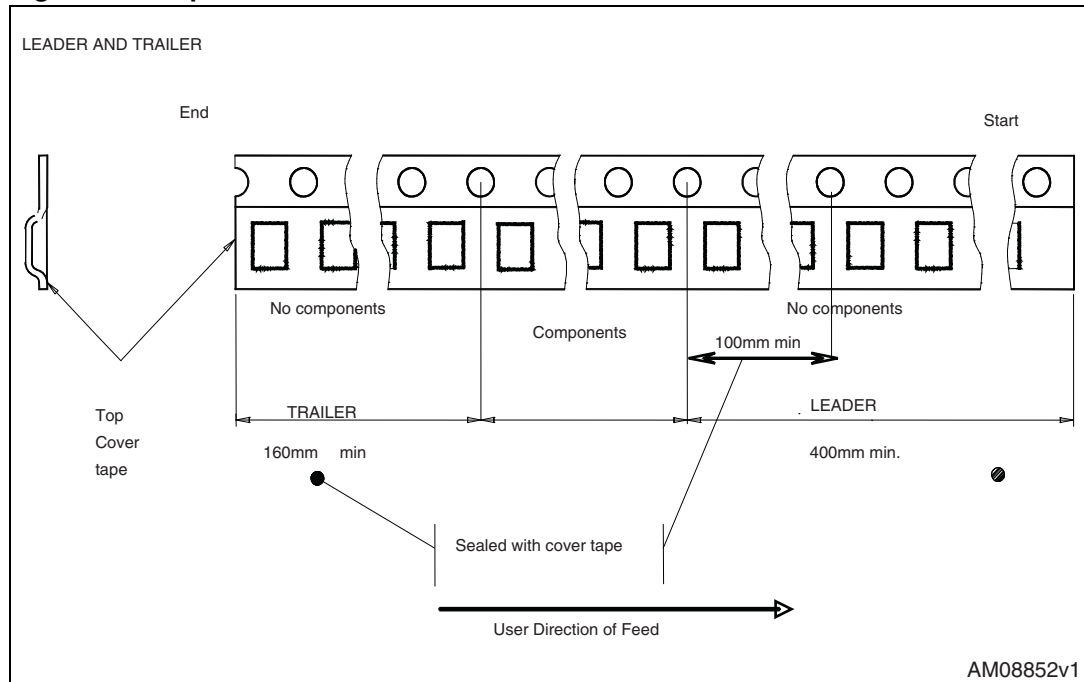 LEADER AND TRAILER
End
Start
No components
No components
Components
100mm min
Top
Cover
tape
TRAILER
LEADER
160mm min
400mm min.
Sealed with cover tape
User Direction of Feed
AM08852v1